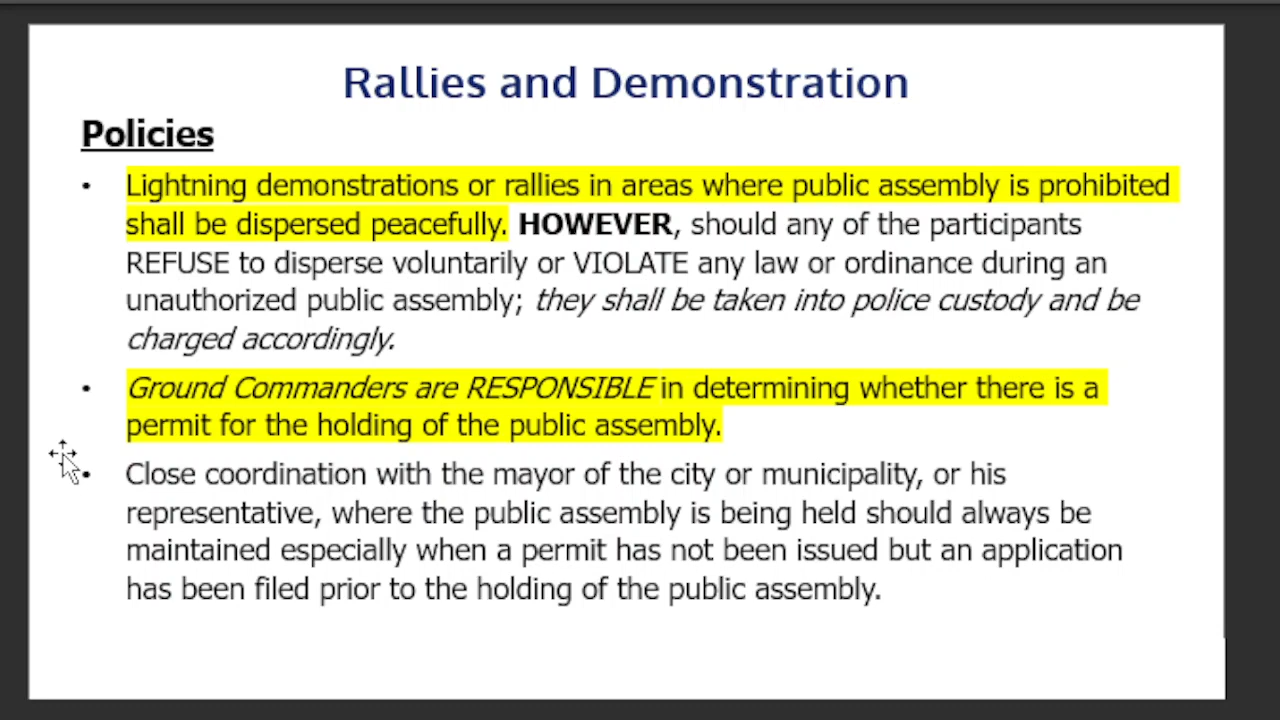 Rallies and Demonstration
Policies
• Lightning demonstrations or rallies in areas where public assembly is prohibited
shall be dispersed peacefully. HOWEVER, should any of the participants
REFUSE to disperse voluntarily or VIOLATE any law or ordinance during an
unauthorized public assembly; they shall be taken into police custody and be
charged accordingly.
• Ground Commanders are RESPONSIBLE in determining whether there is a
permit for the holding of the public assembly.
• Close coordination with the mayor of the city or municipality, or his
representative, where the public assembly is being held should always be
maintained especially when a permit has not been issued but an application
has been filed prior to the holding of the public assembly.